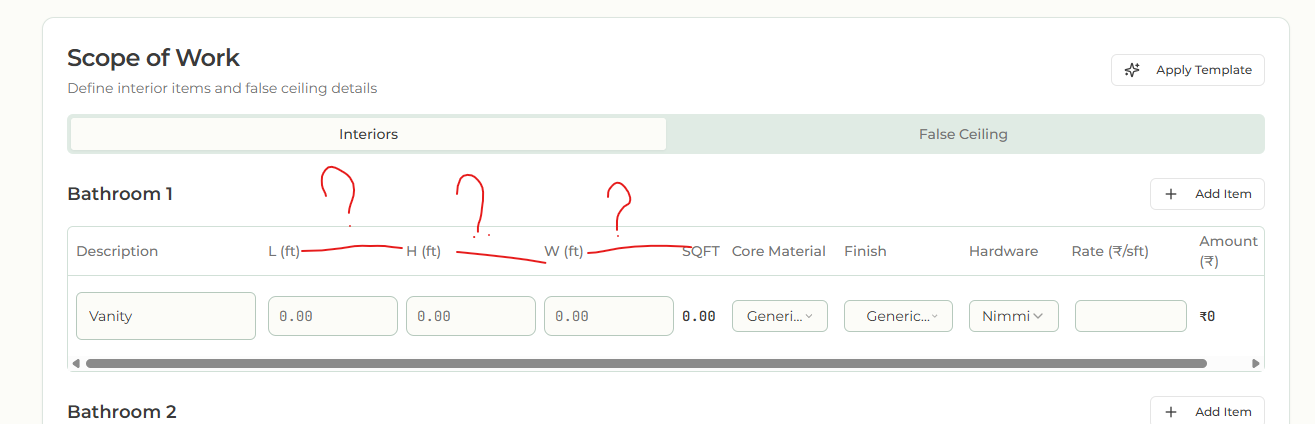 Scope of Work
Define interior items and false ceiling details
Apply Template
Interiors
False Ceiling
? ? ?
Bathroom 1
Add Item
Description L (ft) H (ft) W (ft) SQFT Core Material Finish Hardware Rate (₹/sft) Amount (₹)
Vanity 0.00 0.00 0.00 0.00 Generi... Generic... Nimmi ₹0
Bathroom 2
Add Item